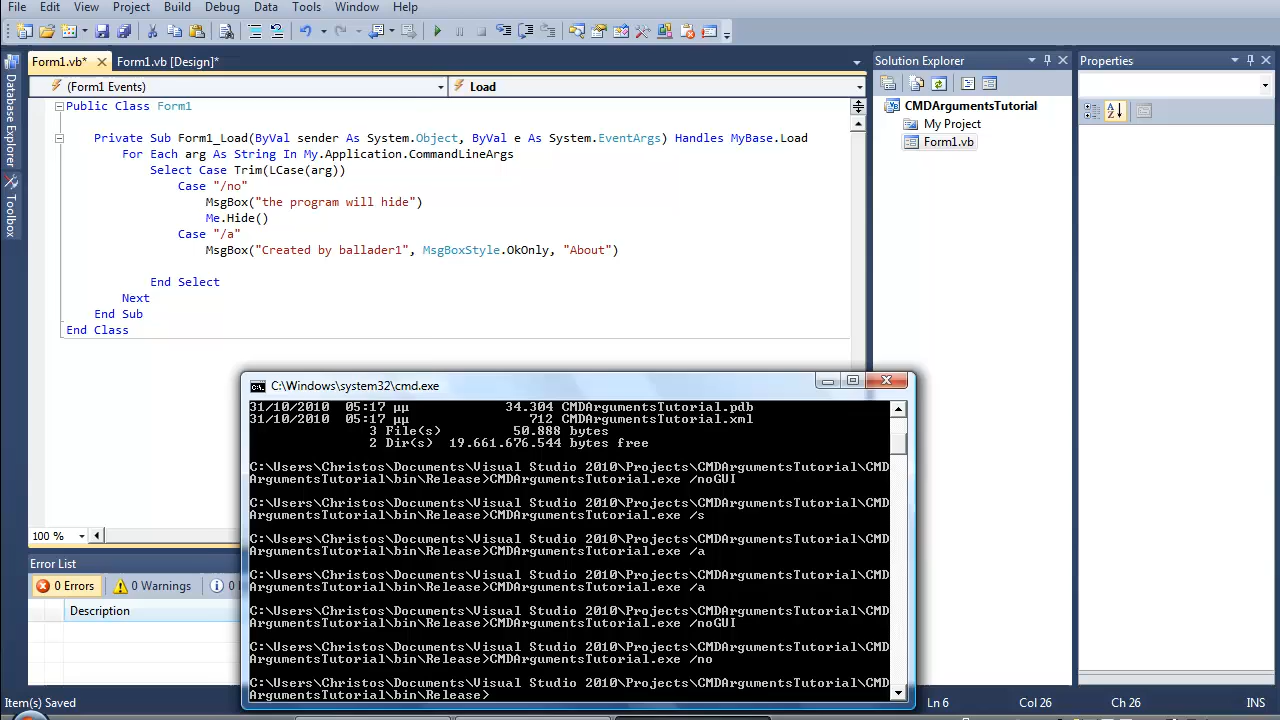 File Edit View Project Build Debug Data Tools Window Help
Form1.vb* Form1.vb [Design]*
(Form1 Events) Load
Public Class Form1
Private Sub Form1_Load(ByVal sender As System.Object, ByVal e As System.EventArgs) Handles MyBase.Load
For Each arg As String In My.Application.CommandLineArgs
Select Case Trim(LCase(arg))
Case "/no"
MsgBox("the program will hide")
Me.Hide()
Case "/a"
MsgBox("Created by ballader1", MsgBoxStyle.OkOnly, "About")
End Select
Next
End Sub
End Class
Database Explorer
Toolbox
100 %
Error List
0 Errors 0 Warnings 0
Description
Item(s) Saved
Solution Explorer
CMDArgumentsTutorial
My Project
Form1.vb
Properties
C:\Windows\system32\cmd.exe
31/10/2010 05:17 μμ 34.304 CMDArgumentsTutorial.pdb
31/10/2010 05:17 μμ 712 CMDArgumentsTutorial.xml
3 File(s) 50.888 bytes
2 Dir(s) 19.661.676.544 bytes free
C:\Users\Christos\Documents\Visual Studio 2010\Projects\CMDArgumentsTutorial\CMD
ArgumentsTutorial\bin\Release>CMDArgumentsTutorial.exe /noGUI
C:\Users\Christos\Documents\Visual Studio 2010\Projects\CMDArgumentsTutorial\CMD
ArgumentsTutorial\bin\Release>CMDArgumentsTutorial.exe /s
C:\Users\Christos\Documents\Visual Studio 2010\Projects\CMDArgumentsTutorial\CMD
ArgumentsTutorial\bin\Release>CMDArgumentsTutorial.exe /a
C:\Users\Christos\Documents\Visual Studio 2010\Projects\CMDArgumentsTutorial\CMD
ArgumentsTutorial\bin\Release>CMDArgumentsTutorial.exe /a
C:\Users\Christos\Documents\Visual Studio 2010\Projects\CMDArgumentsTutorial\CMD
ArgumentsTutorial\bin\Release>CMDArgumentsTutorial.exe /noGUI
C:\Users\Christos\Documents\Visual Studio 2010\Projects\CMDArgumentsTutorial\CMD
ArgumentsTutorial\bin\Release>CMDArgumentsTutorial.exe /no
C:\Users\Christos\Documents\Visual Studio 2010\Projects\CMDArgumentsTutorial\CMD
ArgumentsTutorial\bin\Release>
Ln 6 Col 26 Ch 26 INS